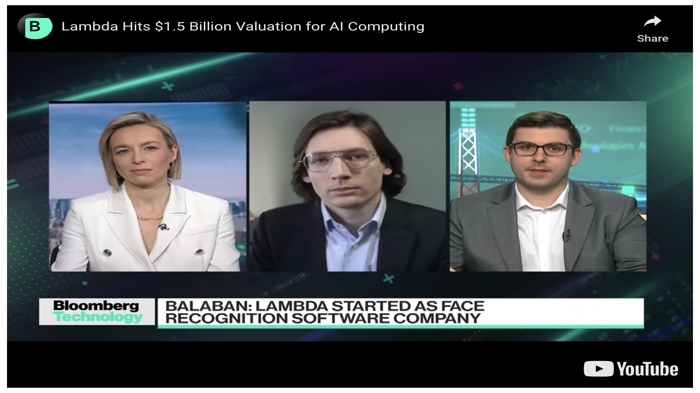 B
Lambda Hits $1.5 Billion Valuation for AI Computing
Share
Bloomberg
Technology
BALABAN: LAMBDA STARTED AS FACE
RECOGNITION SOFTWARE COMPANY
YouTube